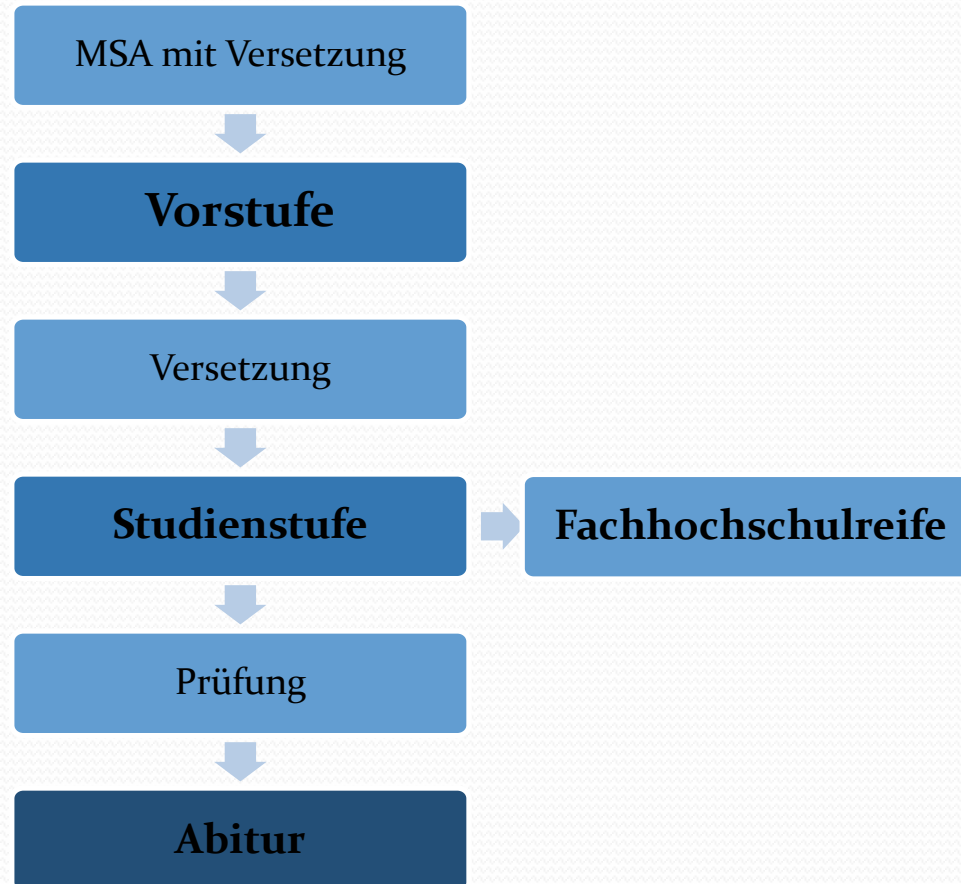 MSA mit Versetzung
Vorstufe
Versetzung
Studienstufe
Fachhochschulreife
Prüfung
Abitur